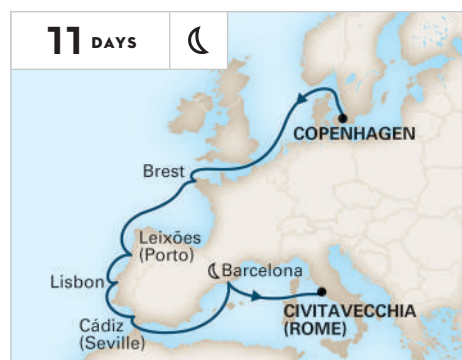 11 DAYS
COPENHAGEN
Brest
Leixões
(Porto)
Lisbon
Barcelona
CIVITAVECCHIA
(ROME)
Cádiz
(Seville)